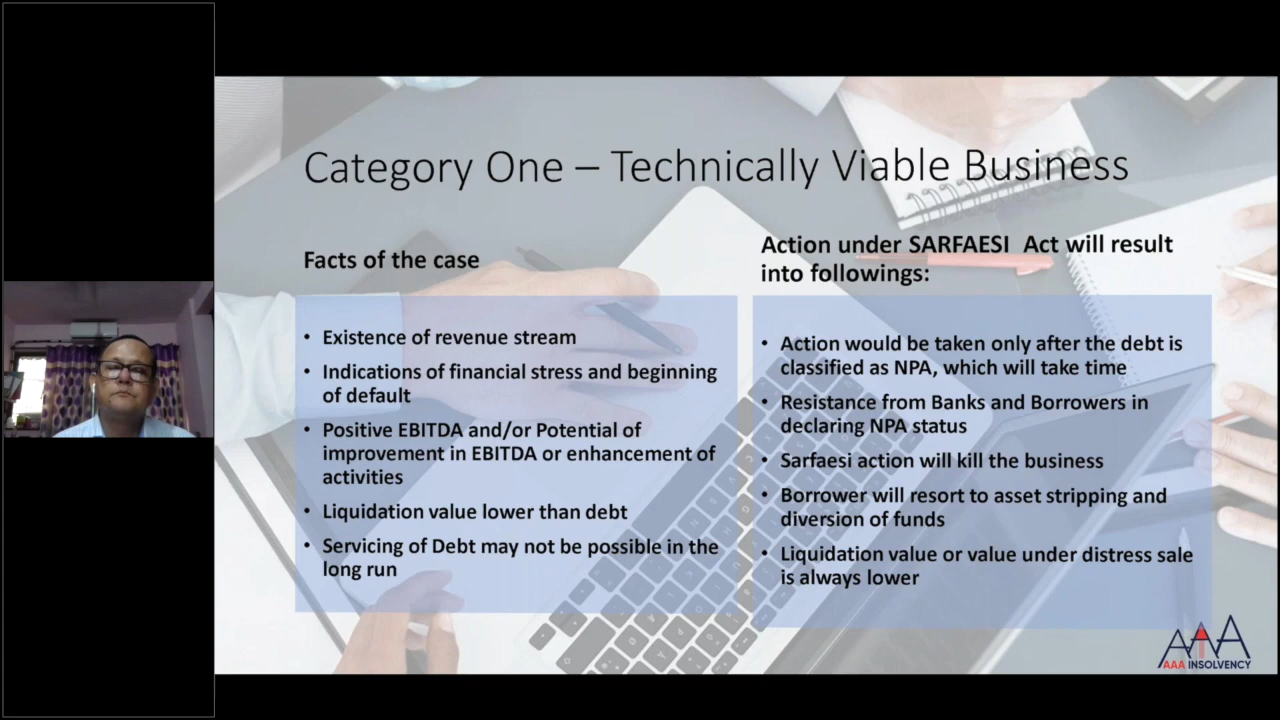 Category One – Technically Viable Business
Facts of the case
• Existence of revenue stream
• Indications of financial stress and beginning
of default
• Positive EBITDA and/or Potential of
improvement in EBITDA or enhancement of
activities
• Liquidation value lower than debt
• Servicing of Debt may not be possible in the
long run
Action under SARFAESI Act will result
into followings:
• Action would be taken only after the debt is
classified as NPA, which will take time
• Resistance from Banks and Borrowers in
declaring NPA status
• Sarfaesi action will kill the business
• Borrower will resort to asset stripping and
diversion of funds
• Liquidation value or value under distress sale
is always lower
AAA
AAA INSOLVENCY